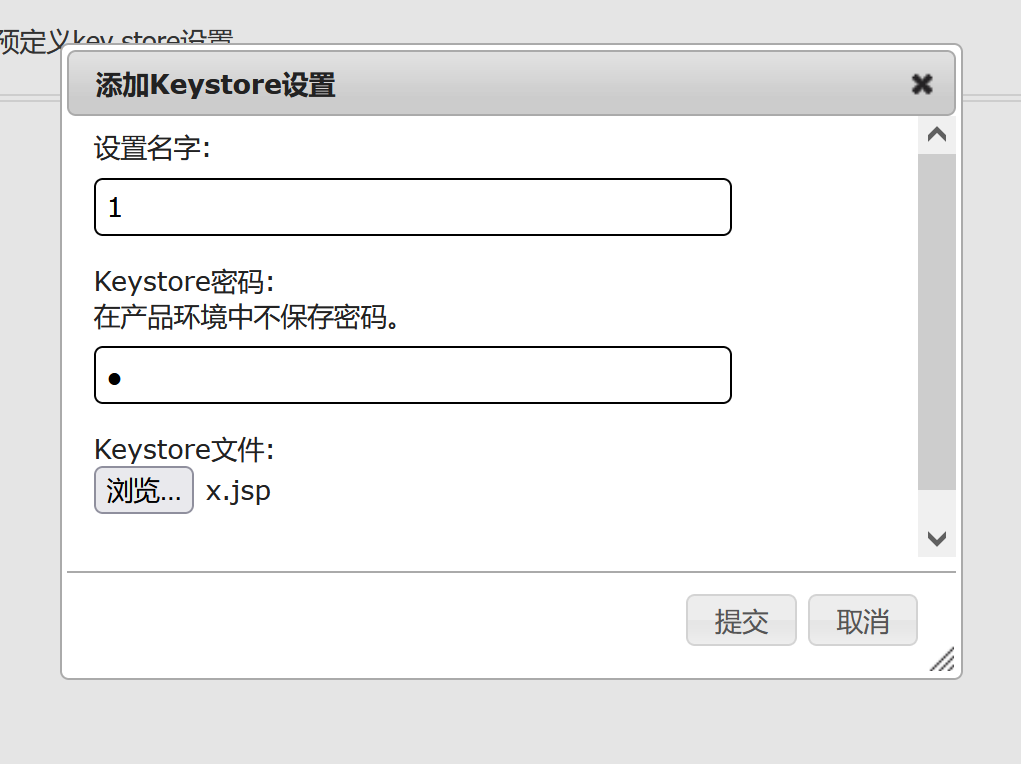 预定义key store设置
添加Keystore设置
设置名字:
1
Keystore密码:
在产品环境中不保存密码。
Keystore文件:
浏览... x.jsp
提交 取消